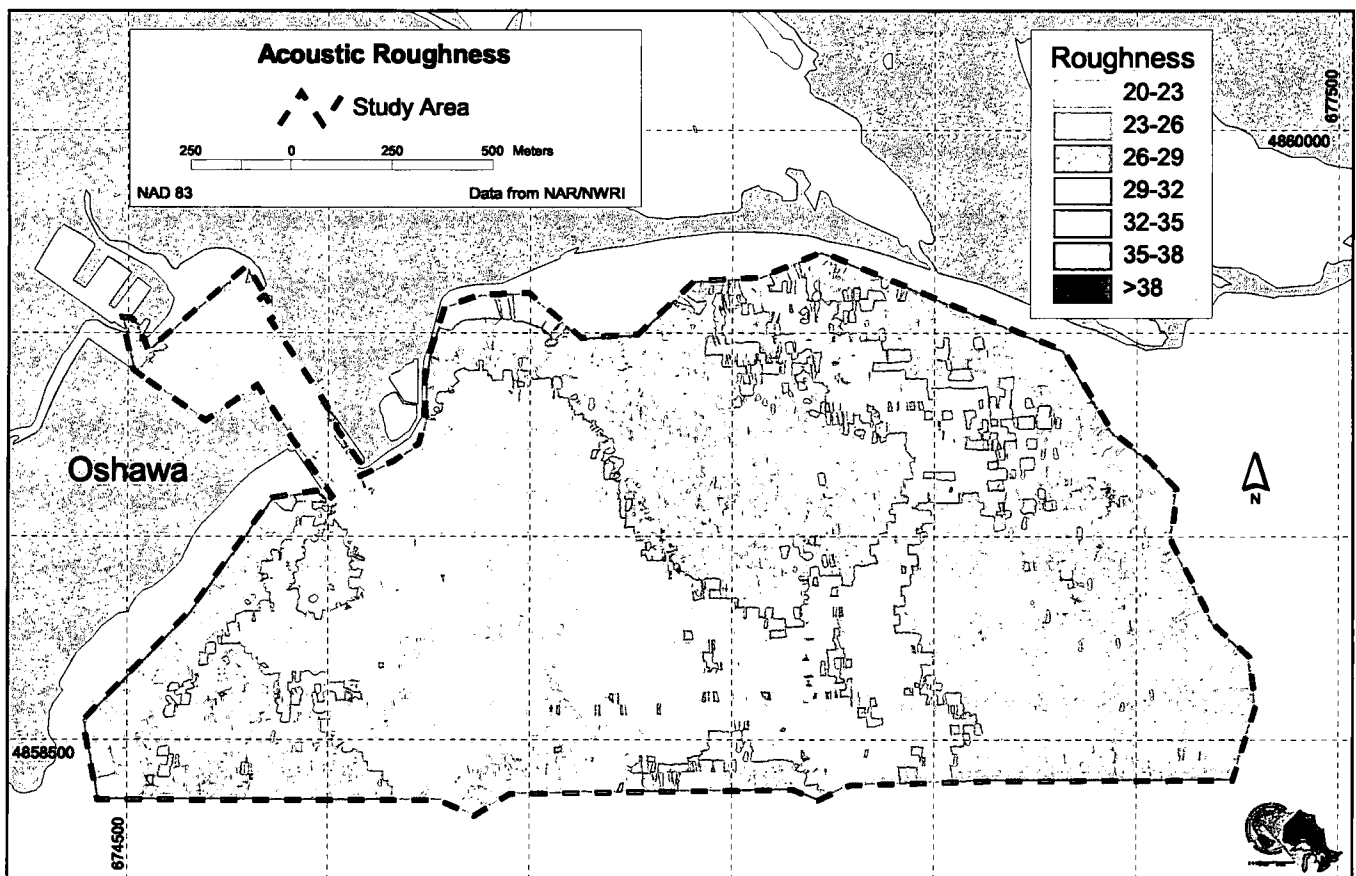 Acoustic Roughness
Study Area
250 0 250 500 Meters
NAD 83 Data from NAR/NWRI
Roughness
20-23
23-26
26-29
29-32
32-35
35-38
>38
677500
4860000
Oshawa
N
4858500
674500